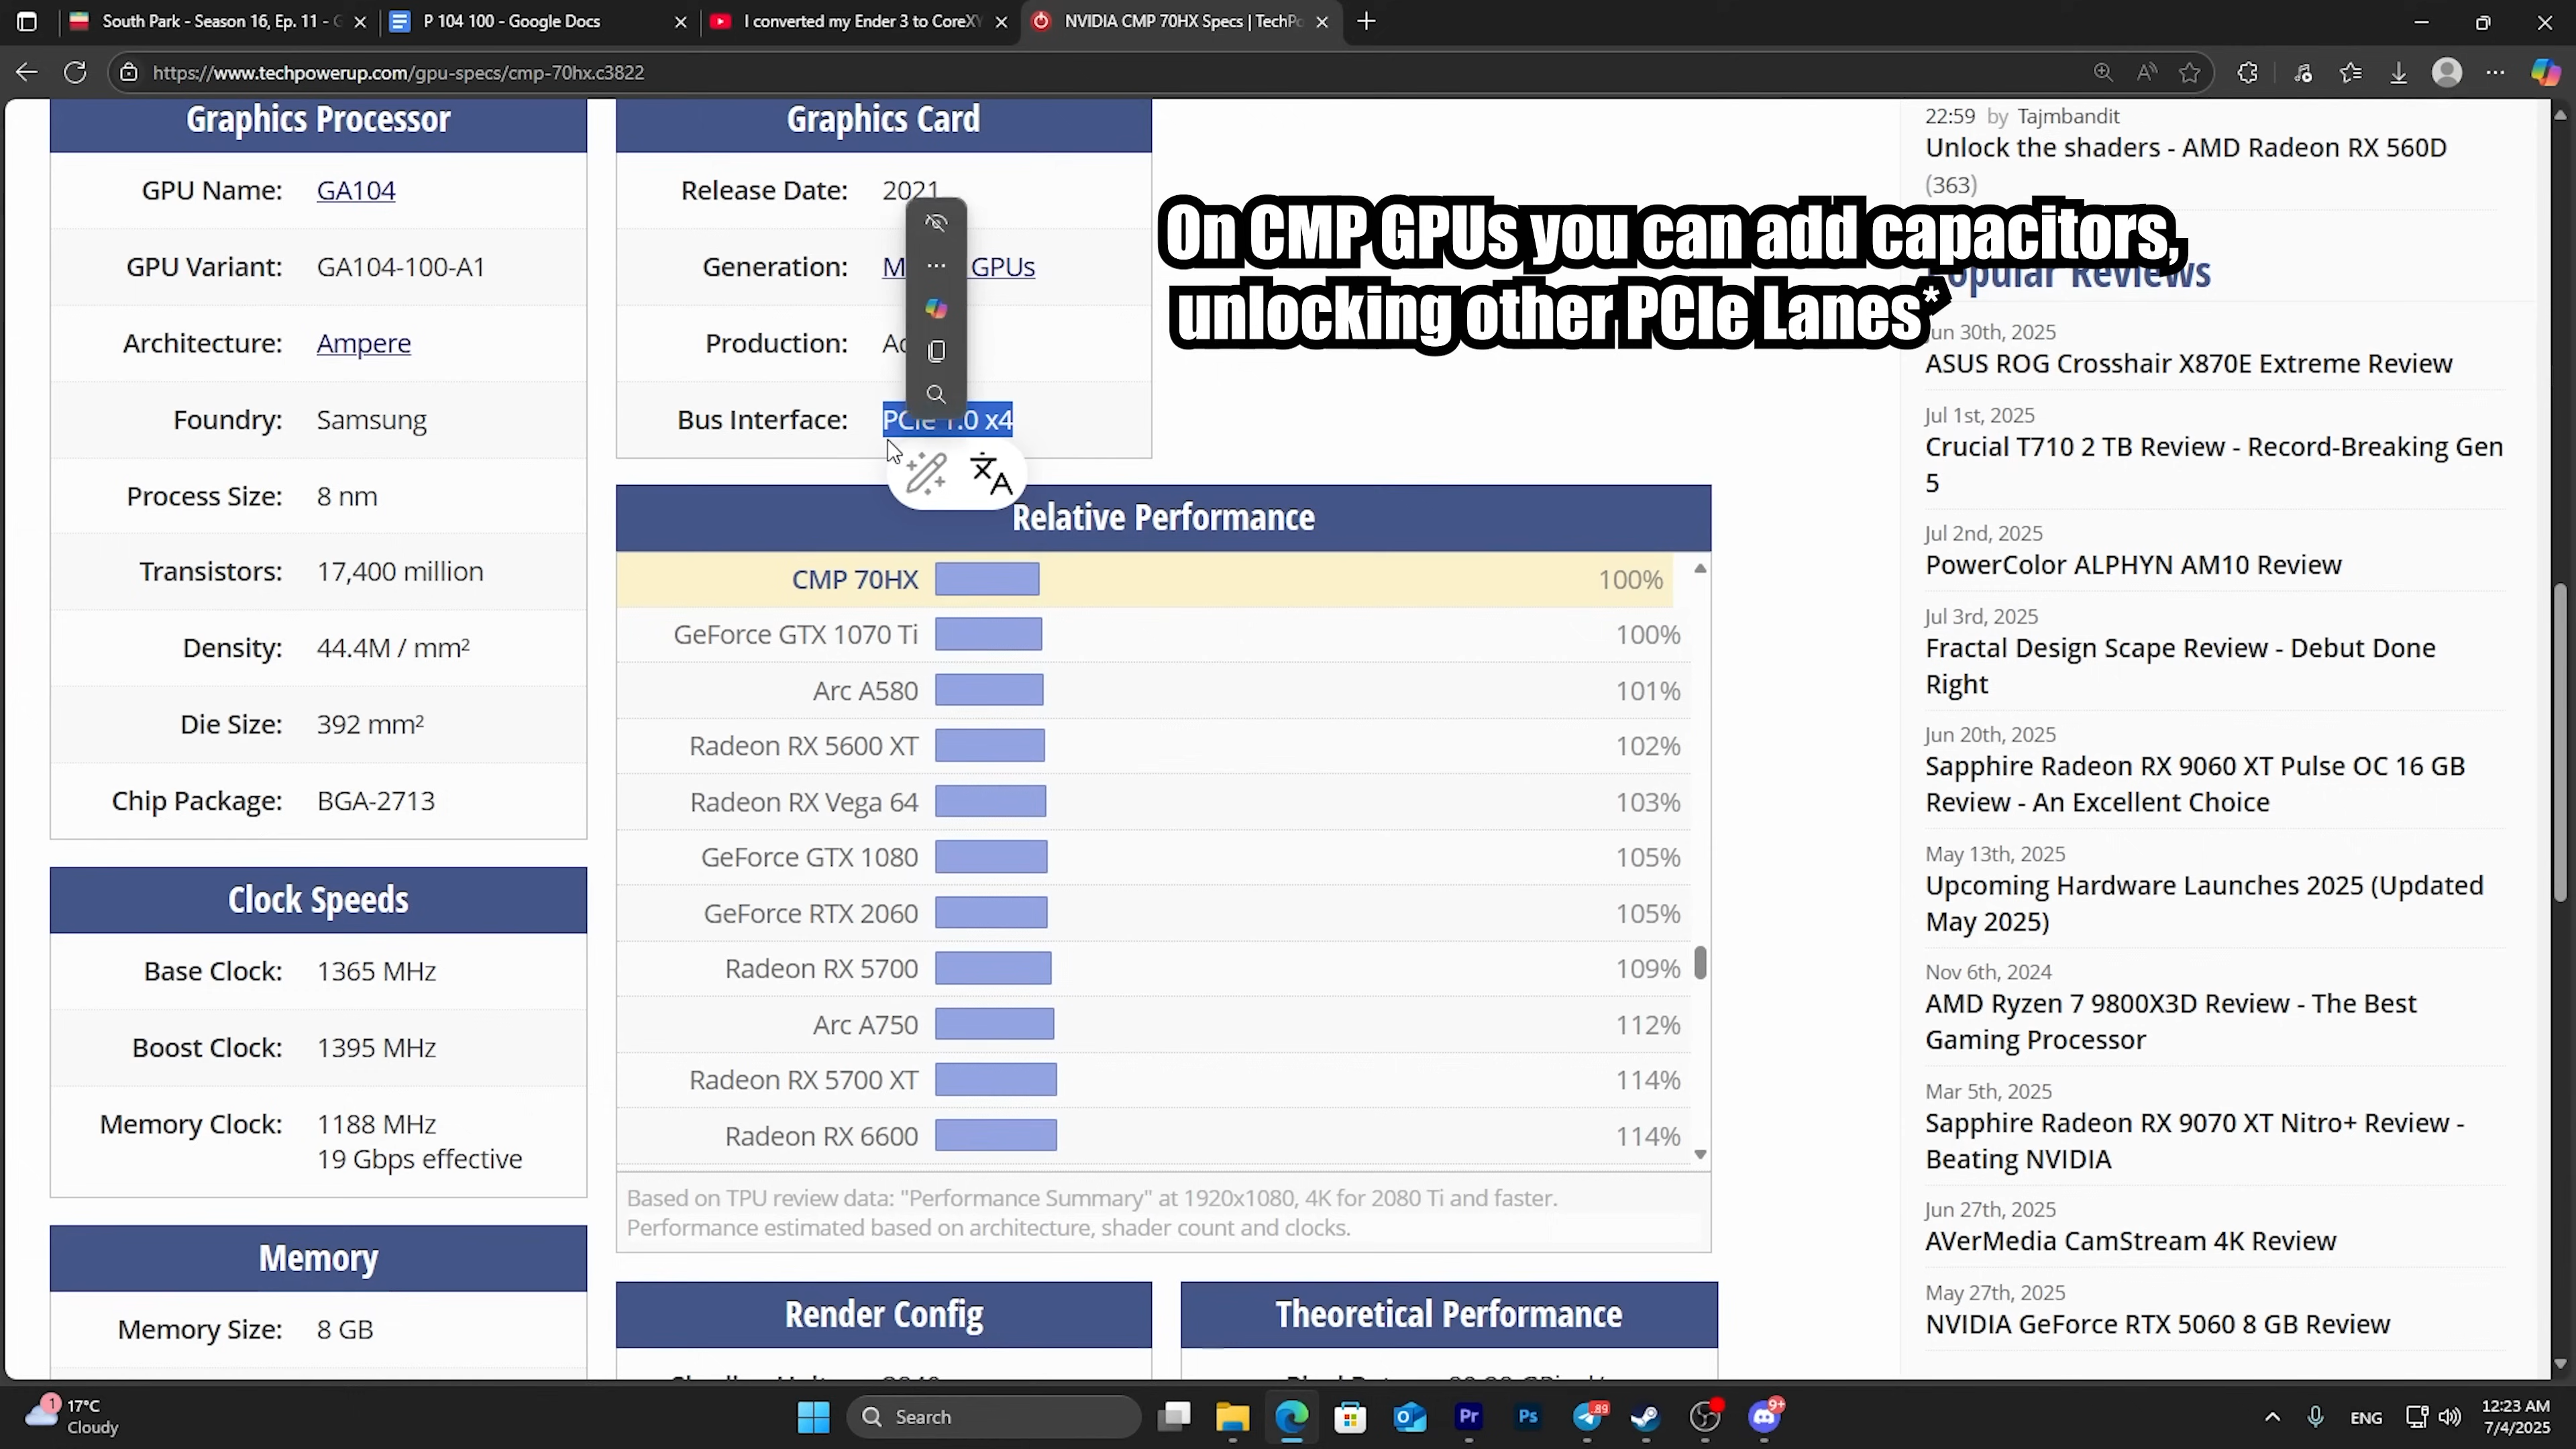 South Park - Season 16, Ep. 11 - G
P 104 100 - Google Docs
I converted my Ender 3 to CoreXY
NVIDIA CMP 70HX Specs | TechPo
https://www.techpowerup.com/gpu-specs/cmp-70hx.c3822
Graphics Processor
GPU Name: GA104
GPU Variant: GA104-100-A1
Architecture: Ampere
Foundry: Samsung
Process Size: 8 nm
Transistors: 17,400 million
Density: 44.4M / mm²
Die Size: 392 mm²
Chip Package: BGA-2713
Clock Speeds
Base Clock: 1365 MHz
Boost Clock: 1395 MHz
Memory Clock: 1188 MHz
19 Gbps effective
Memory
Memory Size: 8 GB
Graphics Card
Release Date: 2021
Generation: GPUs
Production:
Bus Interface: PCIe 1.0 x4
On CMP GPUs you can add capacitors,
unlocking other PCIe Lanes*
Relative Performance
CMP 70HX 100%
GeForce GTX 1070 Ti 100%
Arc A580 101%
Radeon RX 5600 XT 102%
Radeon RX Vega 64 103%
GeForce GTX 1080 105%
GeForce RTX 2060 105%
Radeon RX 5700 109%
Arc A750 112%
Radeon RX 5700 XT 114%
Radeon RX 6600 114%
Based on TPU review data: "Performance Summary" at 1920x1080, 4K for 2080 Ti and faster.
Performance estimated based on architecture, shader count and clocks.
Render Config
Theoretical Performance
22:59 by Tajmbandit
Unlock the shaders - AMD Radeon RX 560D
(363)
Popular Reviews
Jun 30th, 2025
ASUS ROG Crosshair X870E Extreme Review
Jul 1st, 2025
Crucial T710 2 TB Review - Record-Breaking Gen
5
Jul 2nd, 2025
PowerColor ALPHYN AM10 Review
Jul 3rd, 2025
Fractal Design Scape Review - Debut Done
Right
Jun 20th, 2025
Sapphire Radeon RX 9060 XT Pulse OC 16 GB
Review - An Excellent Choice
May 13th, 2025
Upcoming Hardware Launches 2025 (Updated
May 2025)
Nov 6th, 2024
AMD Ryzen 7 9800X3D Review - The Best
Gaming Processor
Mar 5th, 2025
Sapphire Radeon RX 9070 XT Nitro+ Review -
Beating NVIDIA
Jun 27th, 2025
AVerMedia CamStream 4K Review
May 27th, 2025
NVIDIA GeForce RTX 5060 8 GB Review
1
17°C
Cloudy
Search
Pr
Ps
89
9+
ENG
12:23 AM
7/4/2025